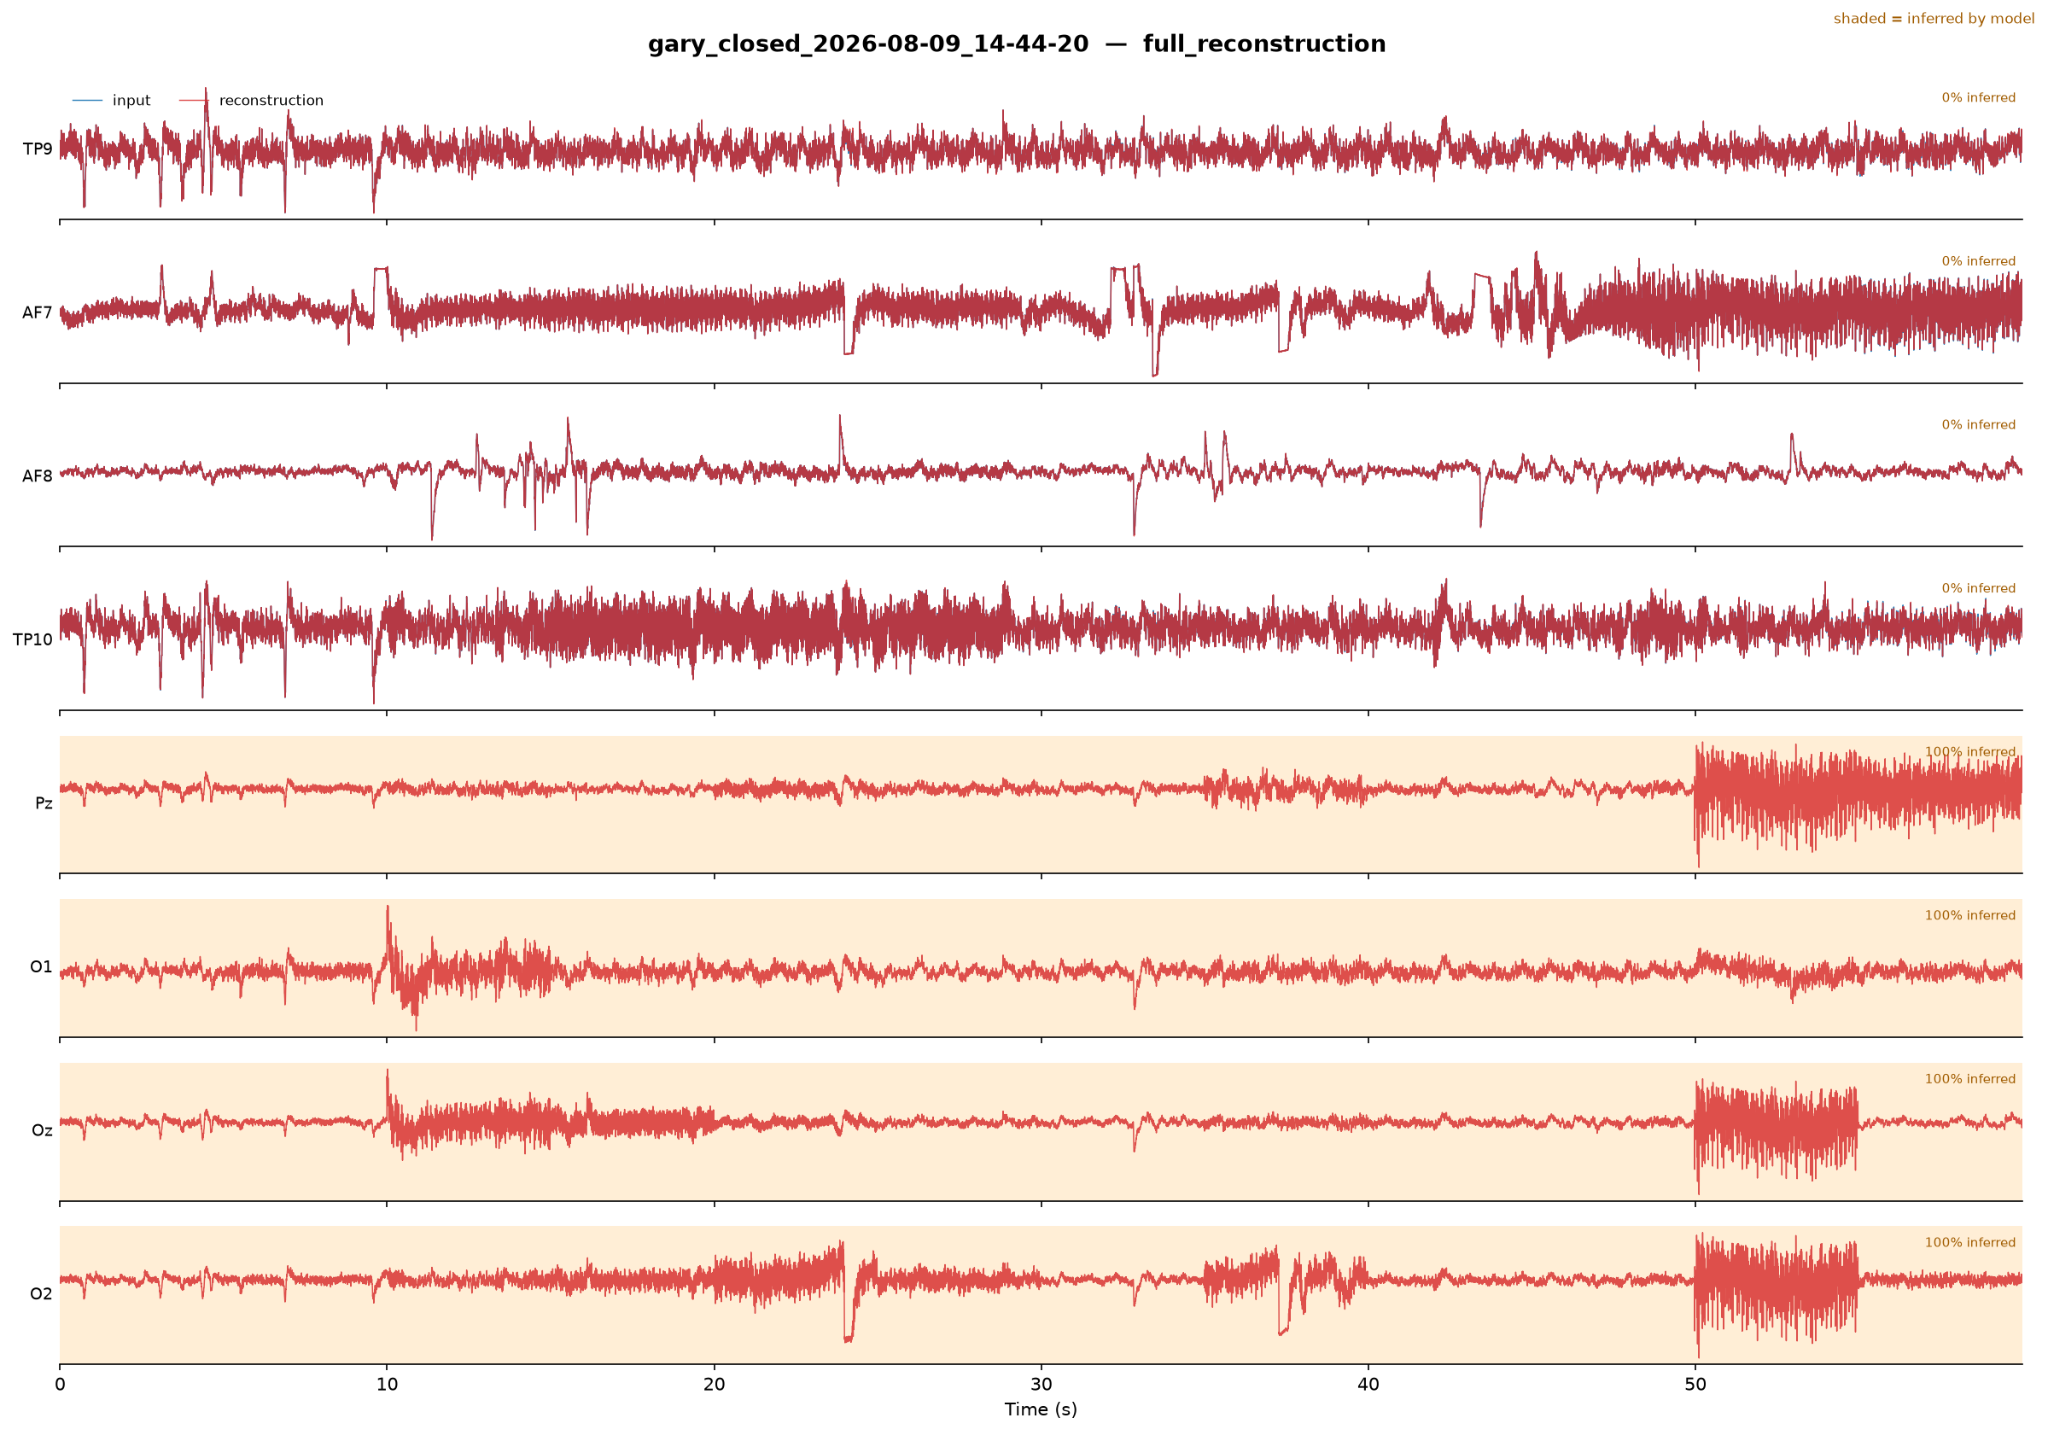 shaded = inferred by model
gary_closed_2026-08-09_14-44-20 — full_reconstruction
input reconstruction
0% inferred
TP9
0% inferred
AF7
0% inferred
AF8
0% inferred
TP10
100% inferred
Pz
100% inferred
O1
100% inferred
Oz
100% inferred
O2
0 10 20 30 40 50
Time (s)